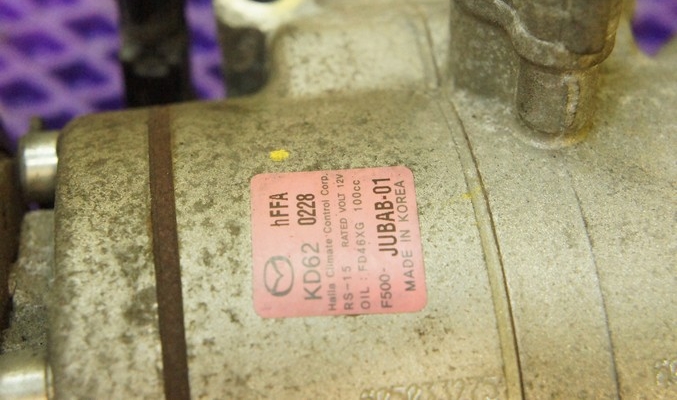 KD62 hFFA
0228
Halla Climate Control Corp.
RS-15 RATED VOLT 12V
OIL : FD46XG 100cc
F500- JUBAB-01
MADE IN KOREA